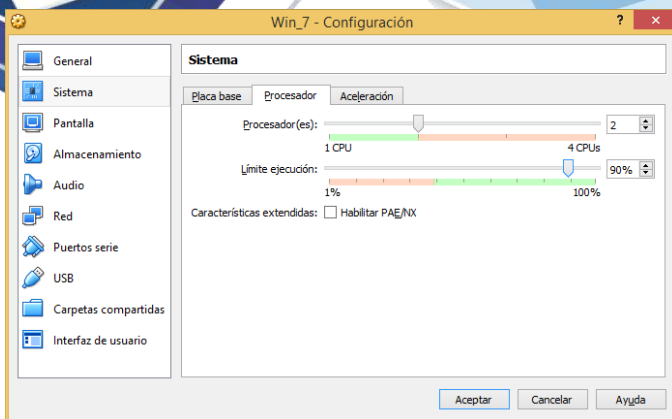 Win_7 - Configuración
?
×
General
Sistema
Pantalla
Almacenamiento
Audio
Red
Puertos serie
USB
Carpetas compartidas
Interfaz de usuario
Sistema
Placa base Procesador Aceleración
Procesador(es): 2
1 CPU 4 CPUs
Límite ejecución: 90%
1% 100%
Características extendidas: Habilitar PAE/NX
Aceptar Cancelar Ayuda